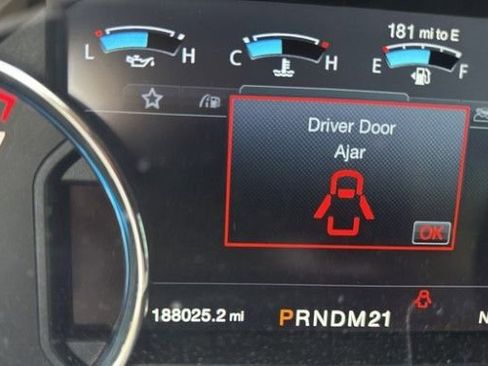 181 mi to E
L H
C H
E F
Driver Door
Ajar
OK
188025.2 mi
PRNDM21
N